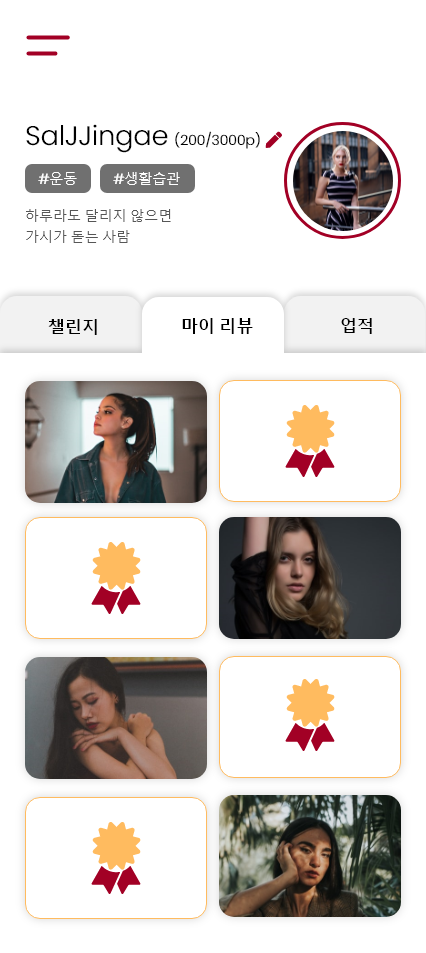 SalJJingae (200/3000p)
#운동 #생활습관
하루라도 달리지 않으면
가시가 돋는 사람
챌린지 마이 리뷰 업적